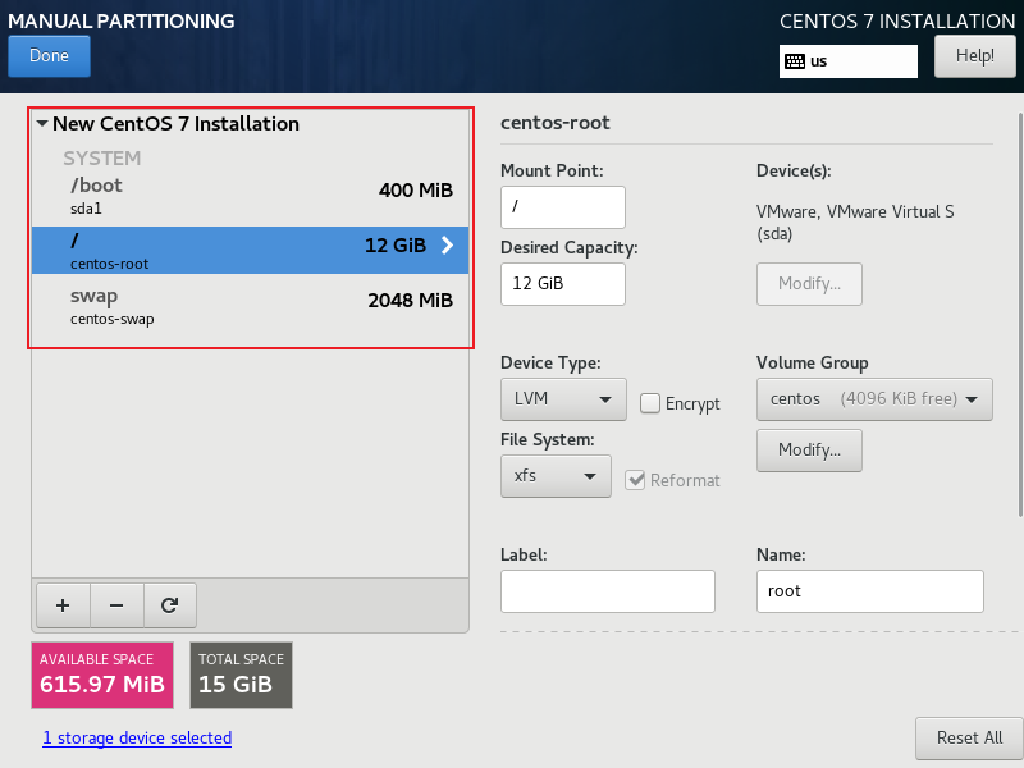 MANUAL PARTITIONING
CENTOS 7 INSTALLATION
Done
us
Help!
New CentOS 7 Installation
SYSTEM
/boot
400 MiB
sda1
/
12 GiB
centos-root
swap
2048 MiB
centos-swap
+
−
AVAILABLE SPACE
615.97 MiB
TOTAL SPACE
15 GiB
1 storage device selected
centos-root
Mount Point:
/
Device(s):
VMware, VMware Virtual S
(sda)
Desired Capacity:
12 GiB
Modify...
Device Type:
LVM
Encrypt
Volume Group
centos (4096 KiB free)
File System:
xfs
Reformat
Modify...
Label:
Name:
root
Reset All